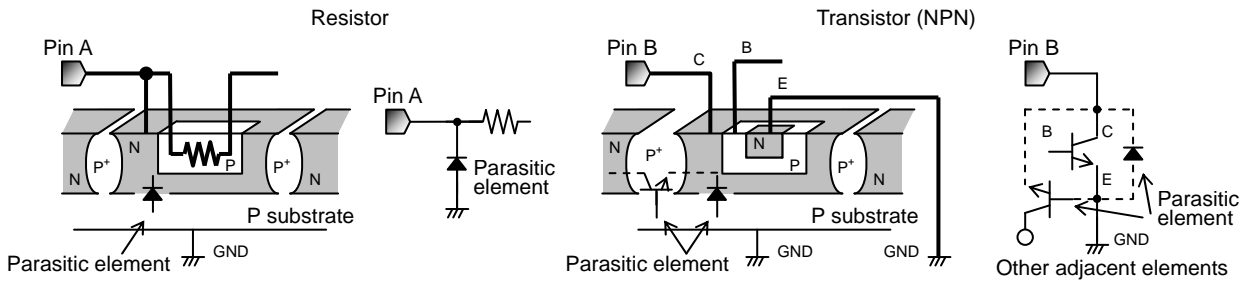 Resistor
Pin A
N
P+
N
P
P+
N
P substrate
Parasitic element
GND
Pin A
Parasitic
element
Transistor (NPN)
Pin B
C
B
E
N
P+
N
P
P+
N
P substrate
Parasitic element
GND
GND
Pin B
B
C
E
Parasitic
element
GND
Other adjacent elements